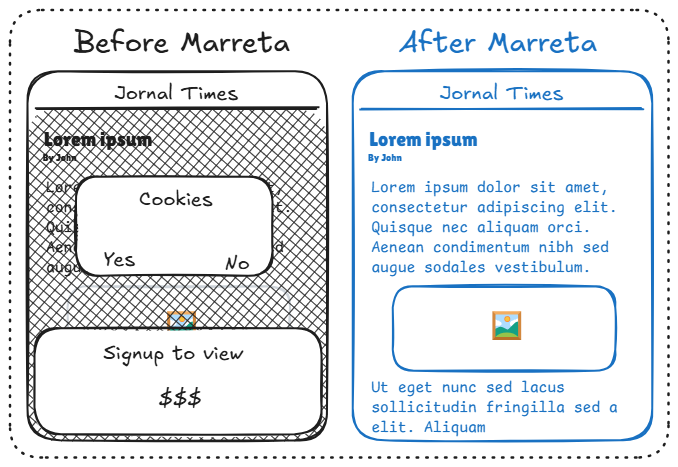 Before Marreta
Jornal Times
Lorem ipsum
By John
Cookies
Yes No
Signup to view
$$$
After Marreta
Jornal Times
Lorem ipsum
By John
Lorem ipsum dolor sit amet,
consectetur adipiscing elit.
Quisque nec aliquam orci.
Aenean condimentum nibh sed
augue sodales vestibulum.
Ut eget nunc sed lacus
sollicitudin fringilla sed a
elit. Aliquam